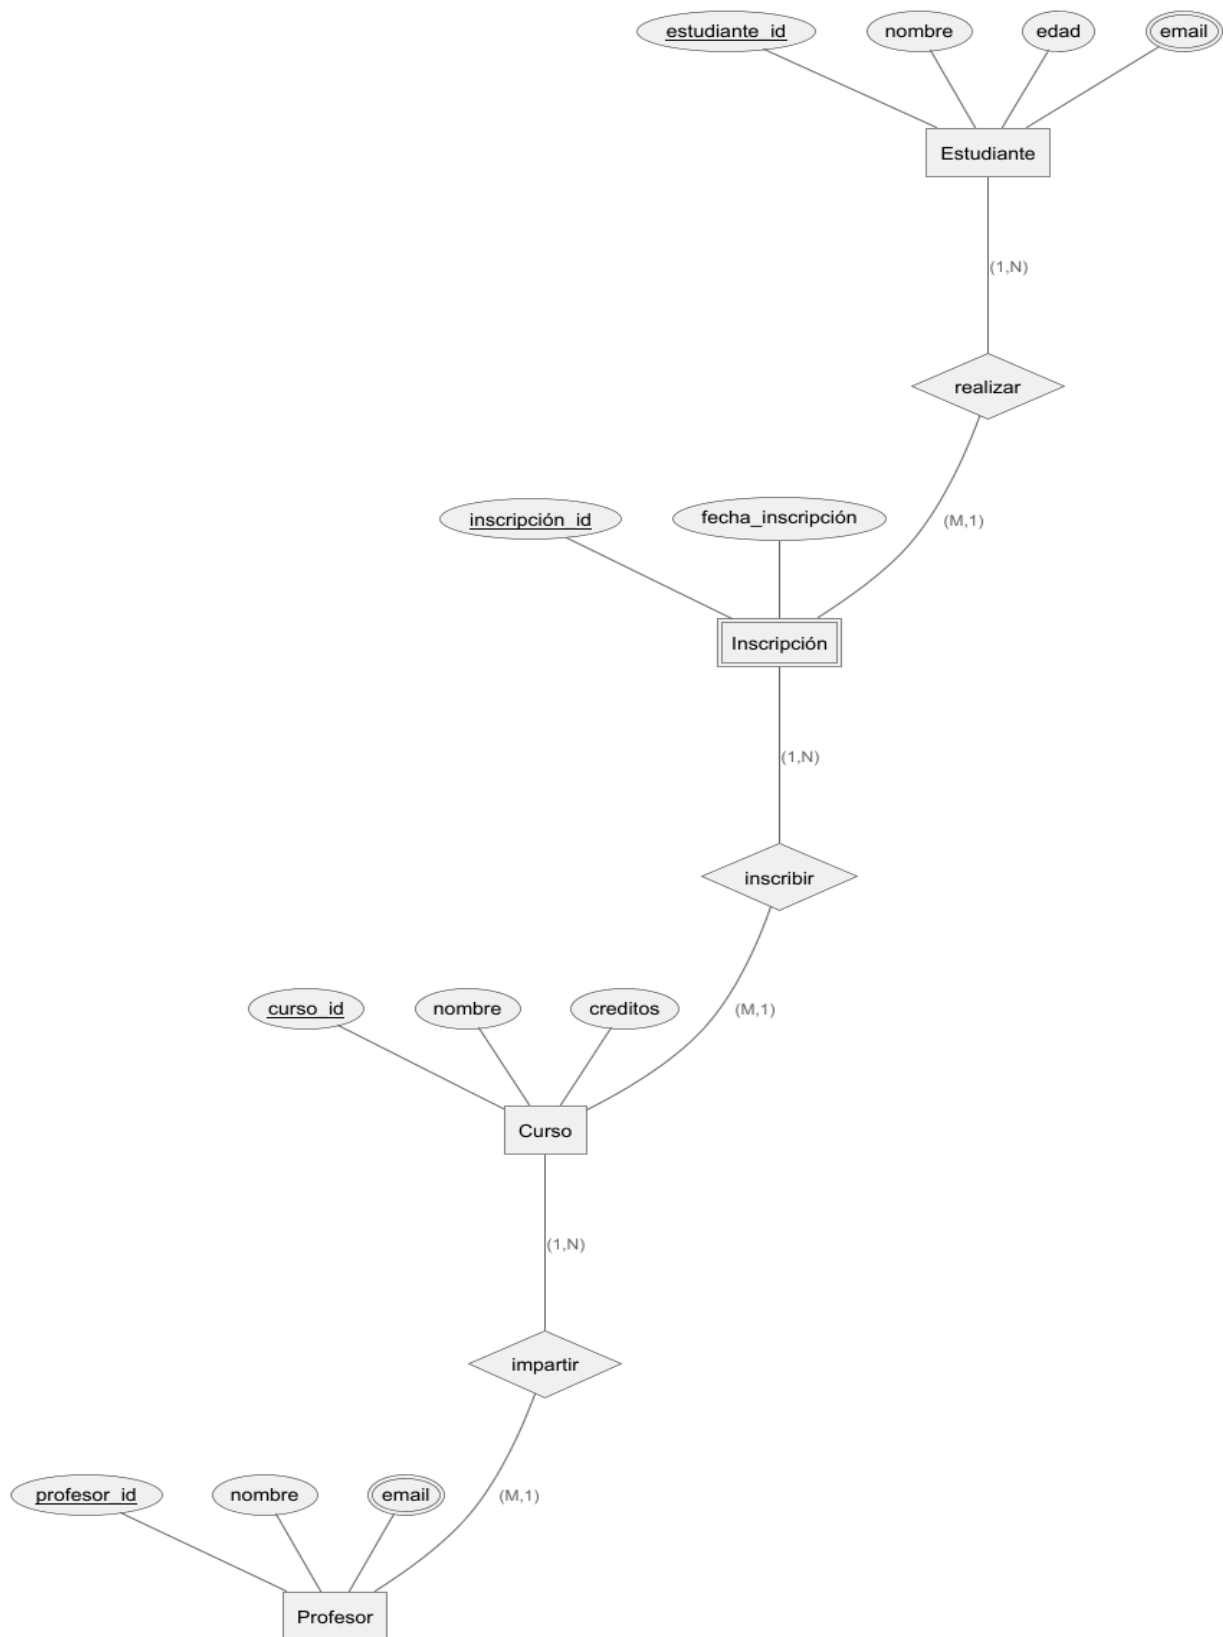 estudiante_id
nombre
edad
email
Estudiante
(1,N)
realizar
inscripción_id
fecha_inscripción
(M,1)
Inscripción
(1,N)
inscribir
curso_id
nombre
creditos
(M,1)
Curso
(1,N)
impartir
profesor_id
nombre
email
(M,1)
Profesor